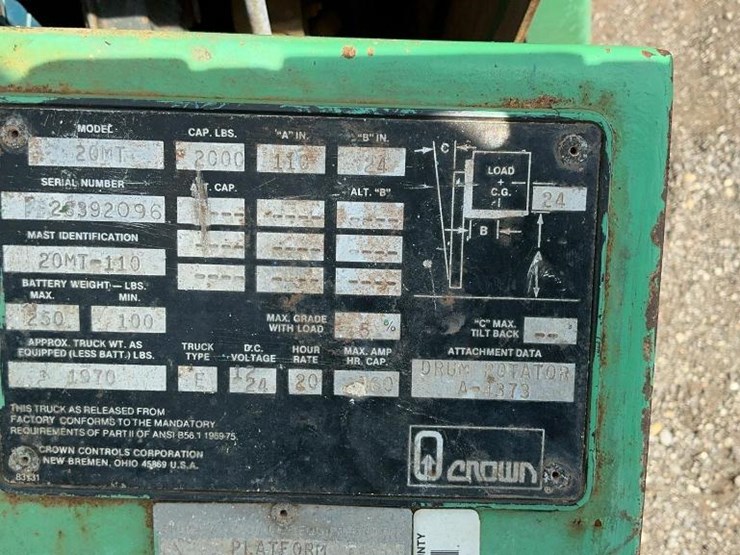 MODEL CAP. LBS. "A" IN. "B" IN.
20MT 2000 110 24
SERIAL NUMBER CAP. ALT. "B"
392096 ---- ---- ----
MAST IDENTIFICATION
20MT-110 ---- ---- ----
BATTERY WEIGHT — LBS.
MAX. MIN. ---- ---- ----
250 100
MAX. GRADE WITH LOAD %
APPROX. TRUCK WT. AS
EQUIPPED (LESS BATT.) LBS.
1970
TRUCK TYPE
E
D.C. VOLTAGE
12
24
HOUR RATE
20
MAX. AMP HR. CAP.
C
LOAD
+
C.G.
24
B
"C" MAX.
TILT BACK
--
ATTACHMENT DATA
DRUM ROTATOR
THIS TRUCK AS RELEASED FROM
FACTORY CONFORMS TO THE MANDATORY
REQUIREMENTS OF PART II OF ANSI B56.1 1969-75.
CROWN CONTROLS CORPORATION
NEW BREMEN, OHIO 45869 U.S.A.
crown
PLATFORM